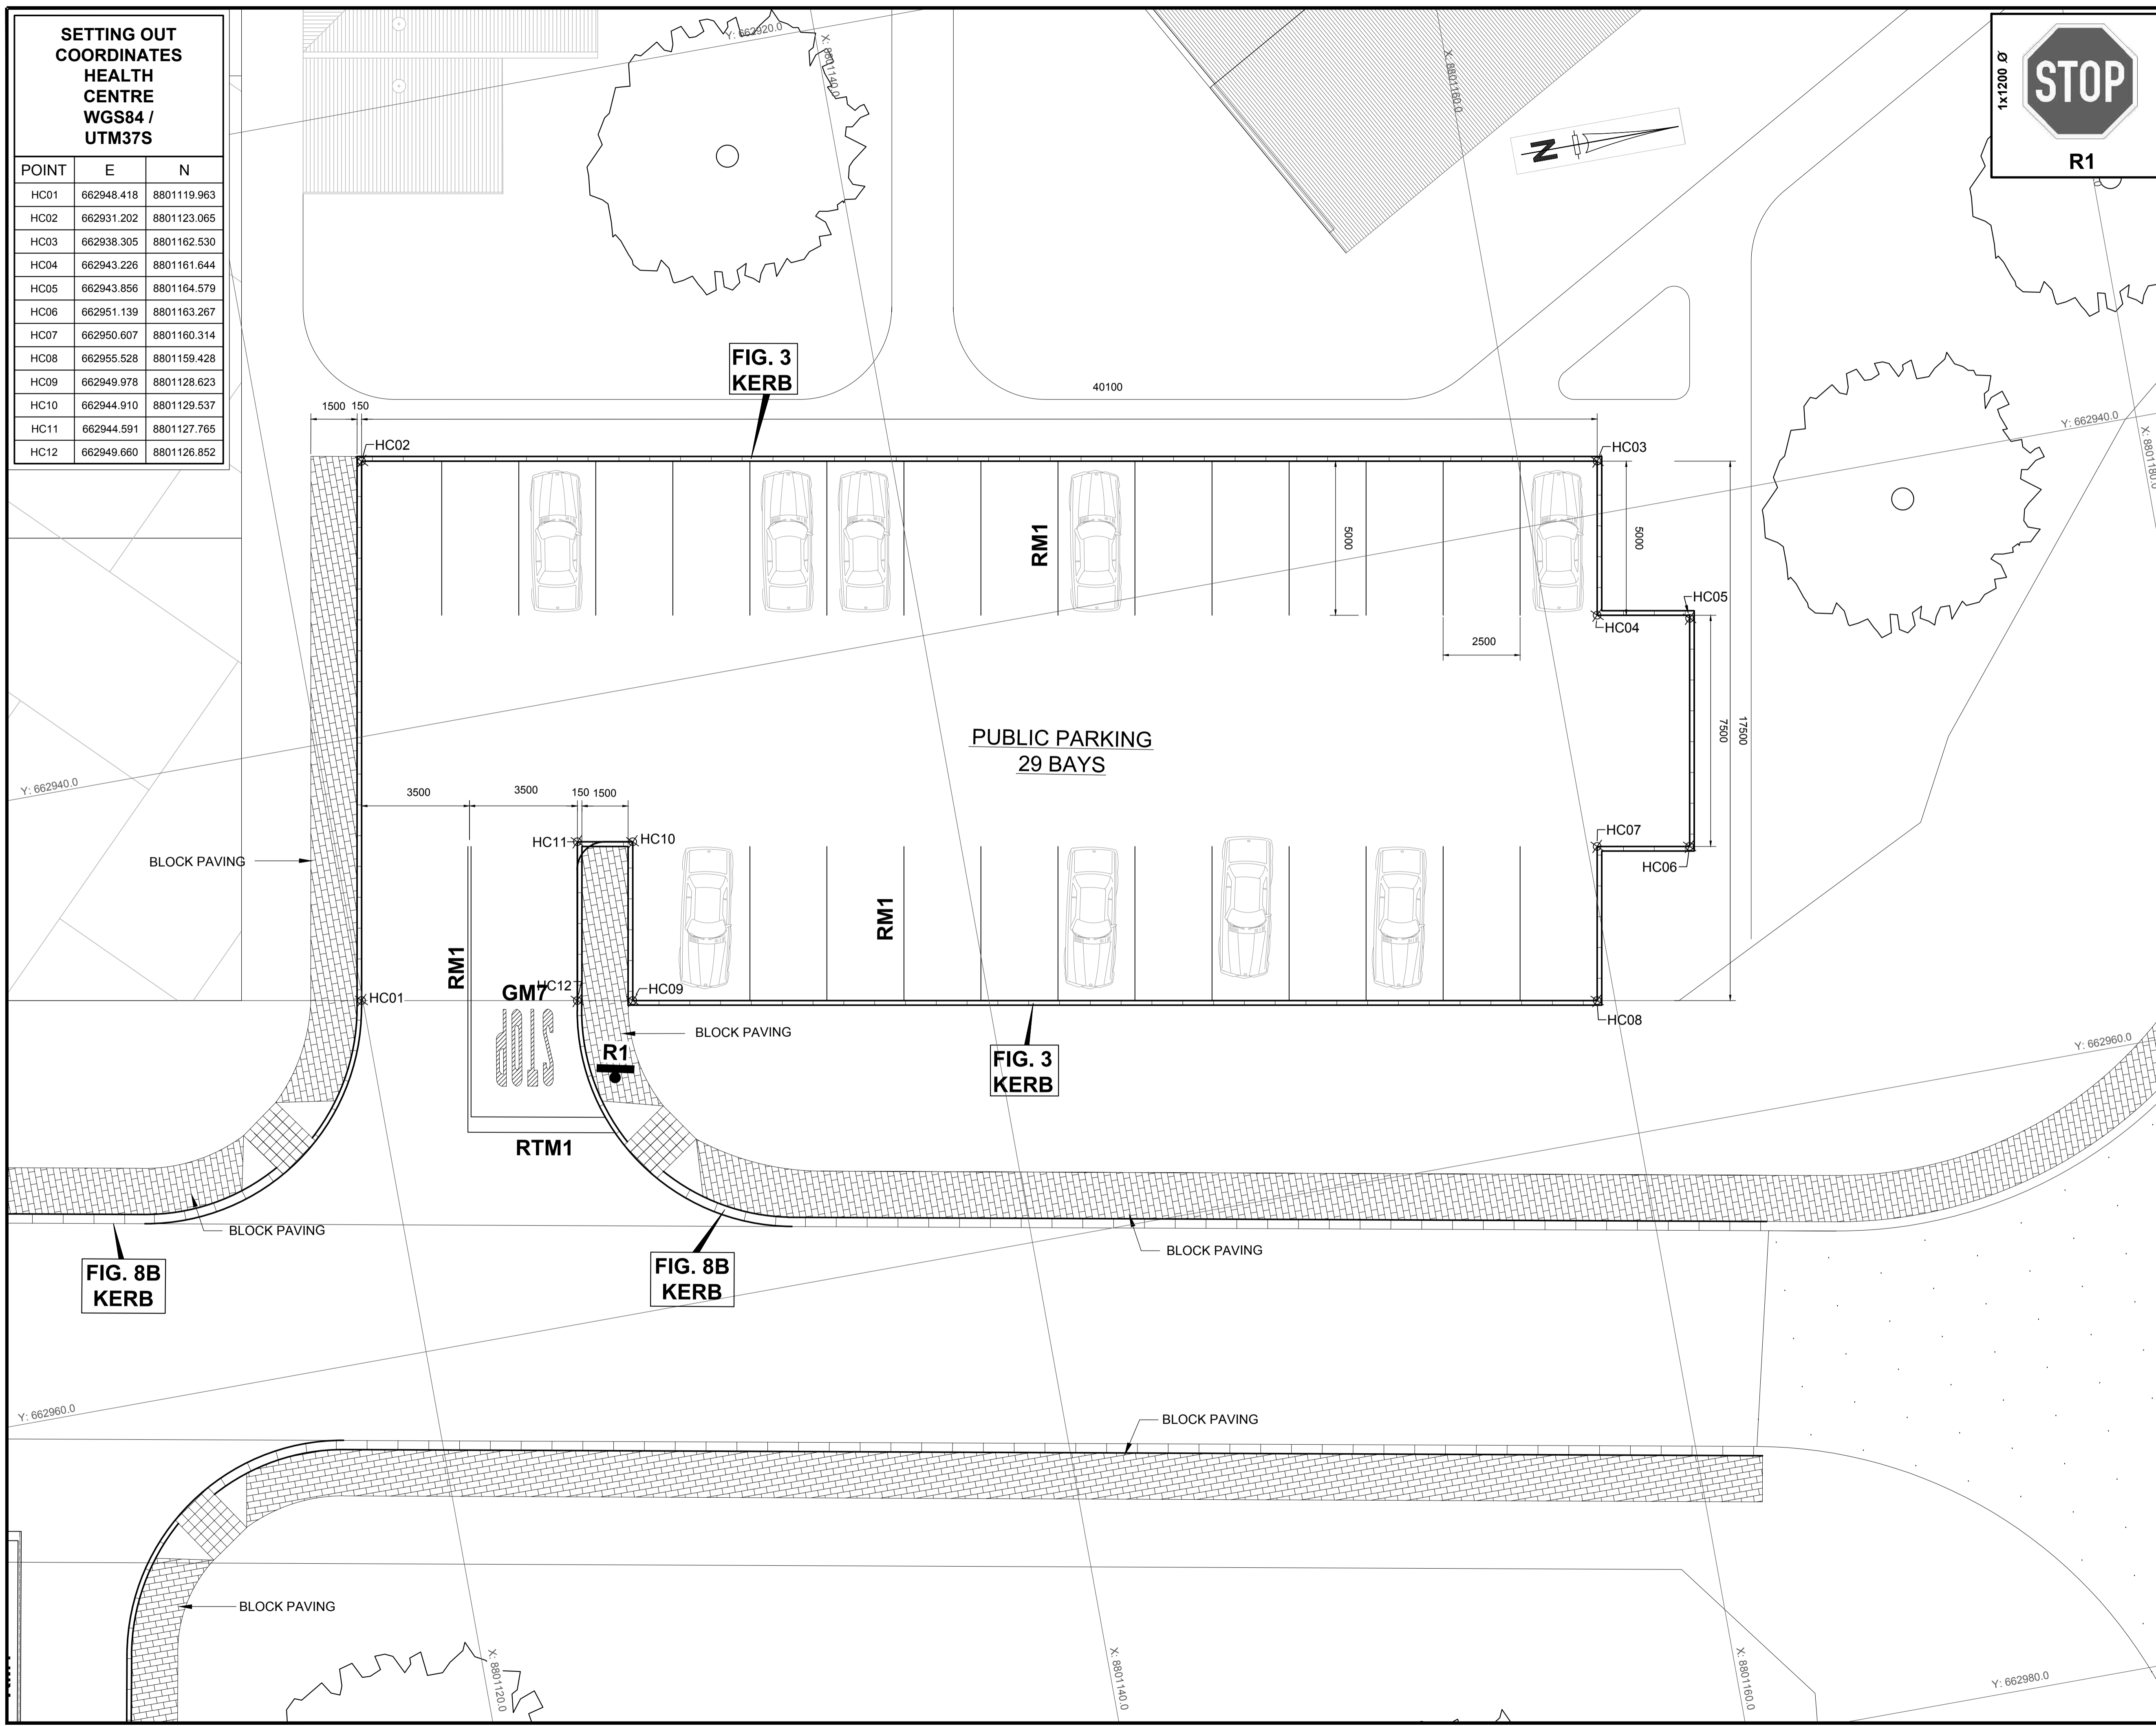 SETTING OUT
COORDINATES
HEALTH
CENTRE
WGS84 /
UTM37S
POINT E N
HC01 662948.418 8801119.963
HC02 662931.202 8801123.065
HC03 662938.305 8801162.530
HC04 662943.226 8801161.644
HC05 662943.856 8801164.579
HC06 662951.139 8801163.267
HC07 662950.607 8801160.314
HC08 662955.528 8801159.428
HC09 662949.978 8801128.623
HC10 662944.910 8801129.537
HC11 662944.591 8801127.765
HC12 662949.660 8801126.852
Y: 662920.0
X: 8801140.0
X: 8801160.0
N
1x1200 Ø
STOP
R1
FIG. 3
KERB
40100
1500 150
HC02
HC03
Y: 662940.0
X: 8801180.0
RM1
5000
5000
HC05
HC04
2500
PUBLIC PARKING
29 BAYS
7500
17500
Y: 662940.0
3500
3500
150 1500
HC11
HC10
HC07
HC06
BLOCK PAVING
RM1
RM1
GM7
HC12
HC09
HC01
STOP
HC08
BLOCK PAVING
R1
FIG. 3
KERB
Y: 662960.0
RTM1
BLOCK PAVING
BLOCK PAVING
FIG. 8B
KERB
FIG. 8B
KERB
Y: 662960.0
BLOCK PAVING
BLOCK PAVING
X: 8801120.0
X: 8801140.0
X: 8801160.0
Y: 662980.0